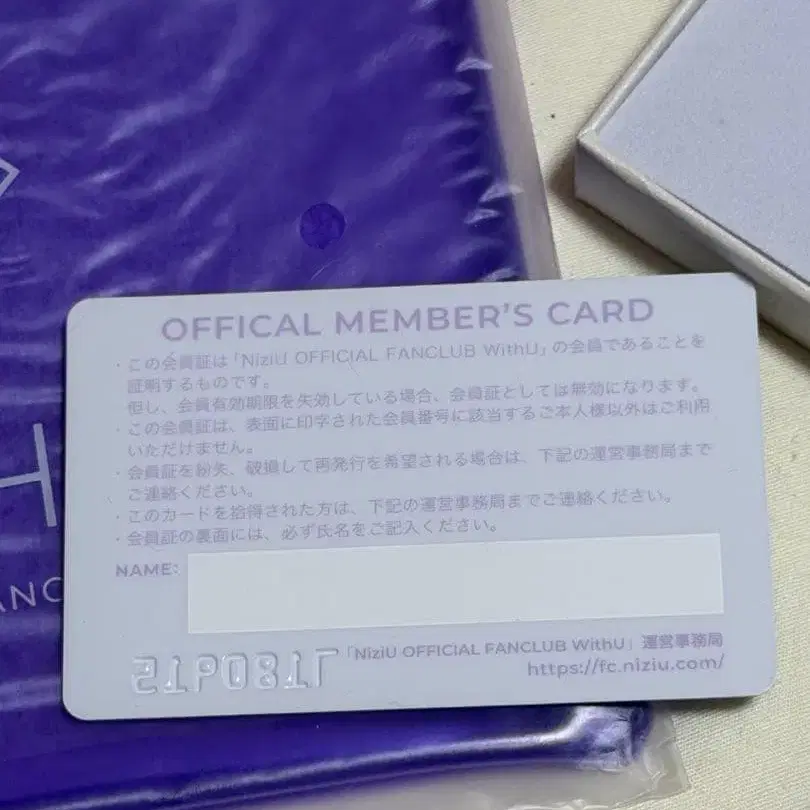 OFFICAL MEMBER'S CARD
・この会員証は「NiziU OFFICIAL FANCLUB WithU」の会員であることを
証明するものです。
但し、会員有効期限を失効している場合、会員証としては無効になります。
・この会員証は、表面に印字された会員番号に該当するご本人様以外はご利用
いただけません。
・会員証を紛失、破損して再発行を希望される場合は、下記の運営事務局まで
ご連絡ください。
・このカードを拾得された方は、下記の運営事務局までご連絡ください。
・会員証の裏面には、必ず氏名をご記入ください。
NAME:
「NiziU OFFICIAL FANCLUB WithU」運営事務局
https://fc.niziu.com/
H
ANC